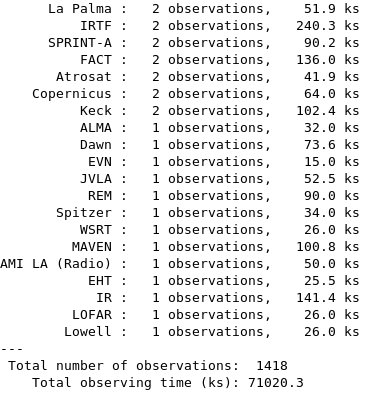 La Palma :   2 observations,    51.9 ks
IRTF :   2 observations,   240.3 ks
SPRINT-A :   2 observations,    90.2 ks
FACT :   2 observations,   136.0 ks
Atrosat :   2 observations,    41.9 ks
Copernicus :   2 observations,    64.0 ks
Keck :   2 observations,   102.4 ks
ALMA :   1 observations,    32.0 ks
Dawn :   1 observations,    73.6 ks
EVN :   1 observations,    15.0 ks
JVLA :   1 observations,    52.5 ks
REM :   1 observations,    90.0 ks
Spitzer :   1 observations,    34.0 ks
WSRT :   1 observations,    26.0 ks
MAVEN :   1 observations,   100.8 ks
AMI LA (Radio) :   1 observations,    50.0 ks
EHT :   1 observations,    25.5 ks
IR :   1 observations,   141.4 ks
LOFAR :   1 observations,    26.0 ks
Lowell :   1 observations,    26.0 ks
---
Total number of observations:  1418
Total observing time (ks): 71020.3